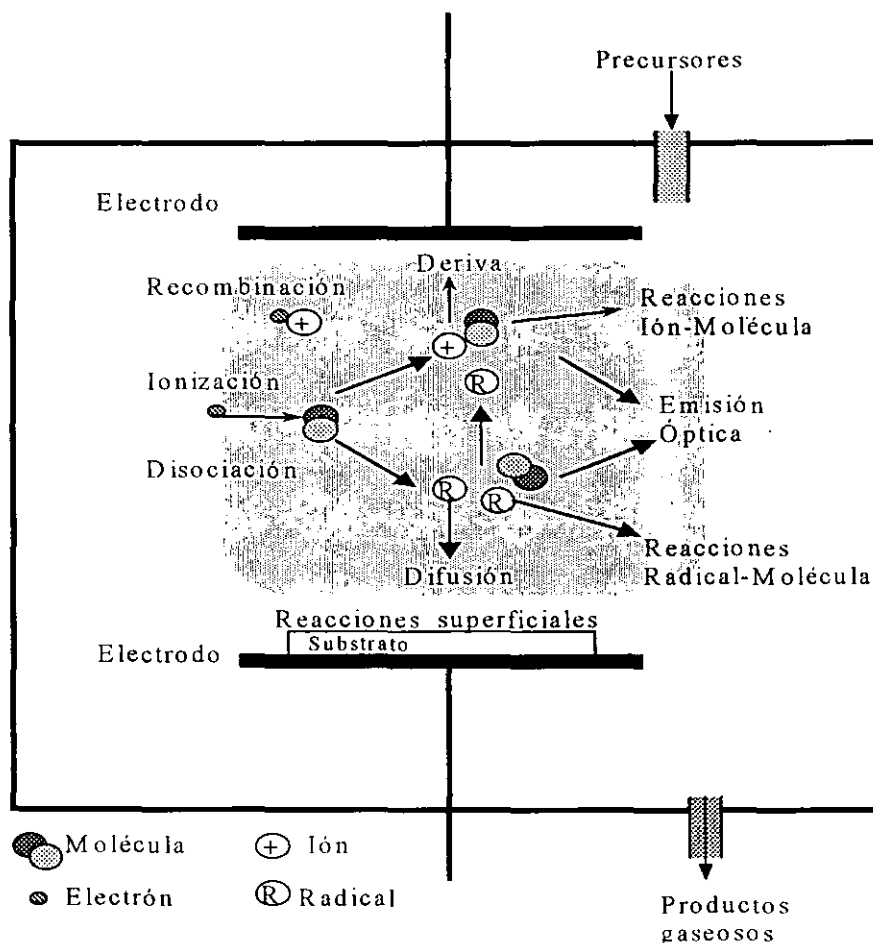 Precursores
Electrodo
Deriva
Recombinación
+
Reacciones
Ión-Molécula
+
R
Ionización
Emisión
Óptica
Disociación
R
R
Reacciones
Radical-Molécula
Difusión
Reacciones superficiales
Substrato
Electrodo
Molécula
+ Ión
Electrón
R Radical
Productos
gaseosos